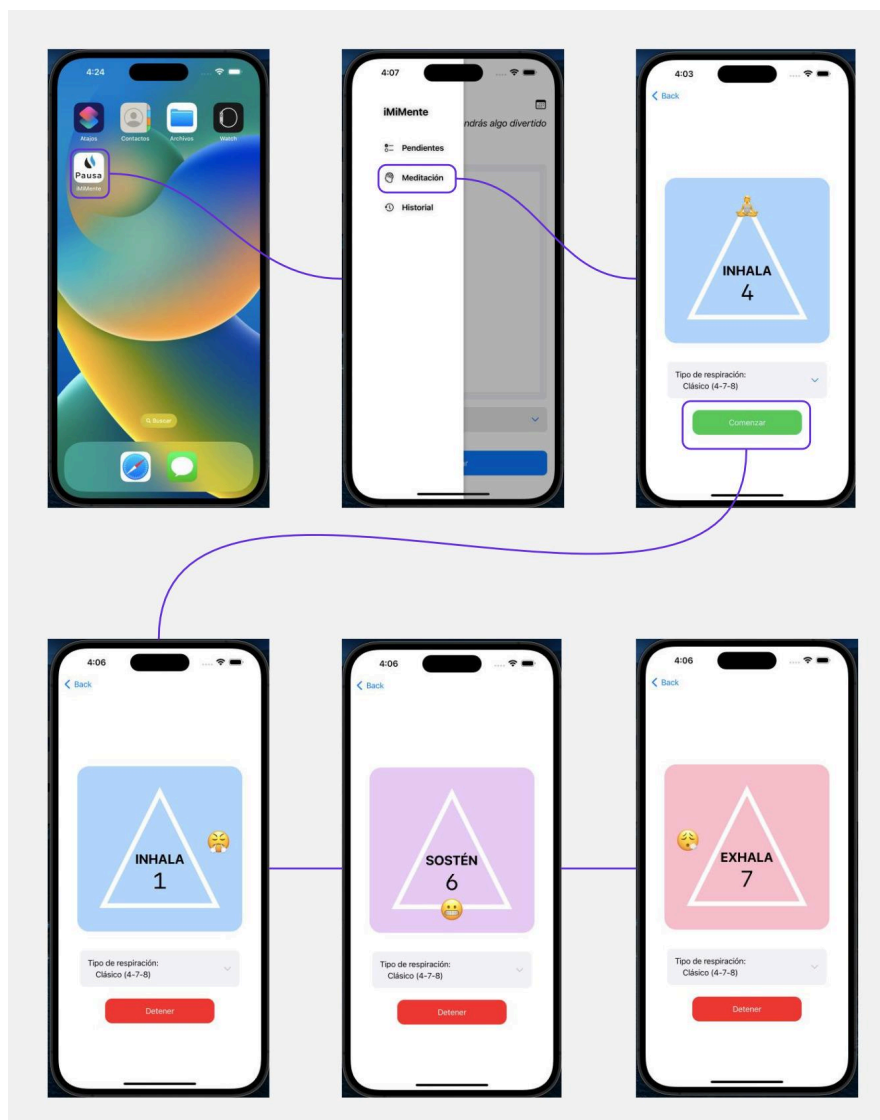 4:24
Atajos
Contactos
Archivos
Watch
Pausa
iMiMente
Buscar
4:07
iMiMente
ndrás algo divertido
Pendientes
Meditación
Historial
4:03
Back
INHALA
4
Tipo de respiración:
Clásico (4-7-8)
Comenzar
4:06
Back
INHALA
1
Tipo de respiración:
Clásico (4-7-8)
Detener
4:06
Back
SOSTÉN
6
Tipo de respiración:
Clásico (4-7-8)
Detener
4:06
Back
EXHALA
7
Tipo de respiración:
Clásico (4-7-8)
Detener